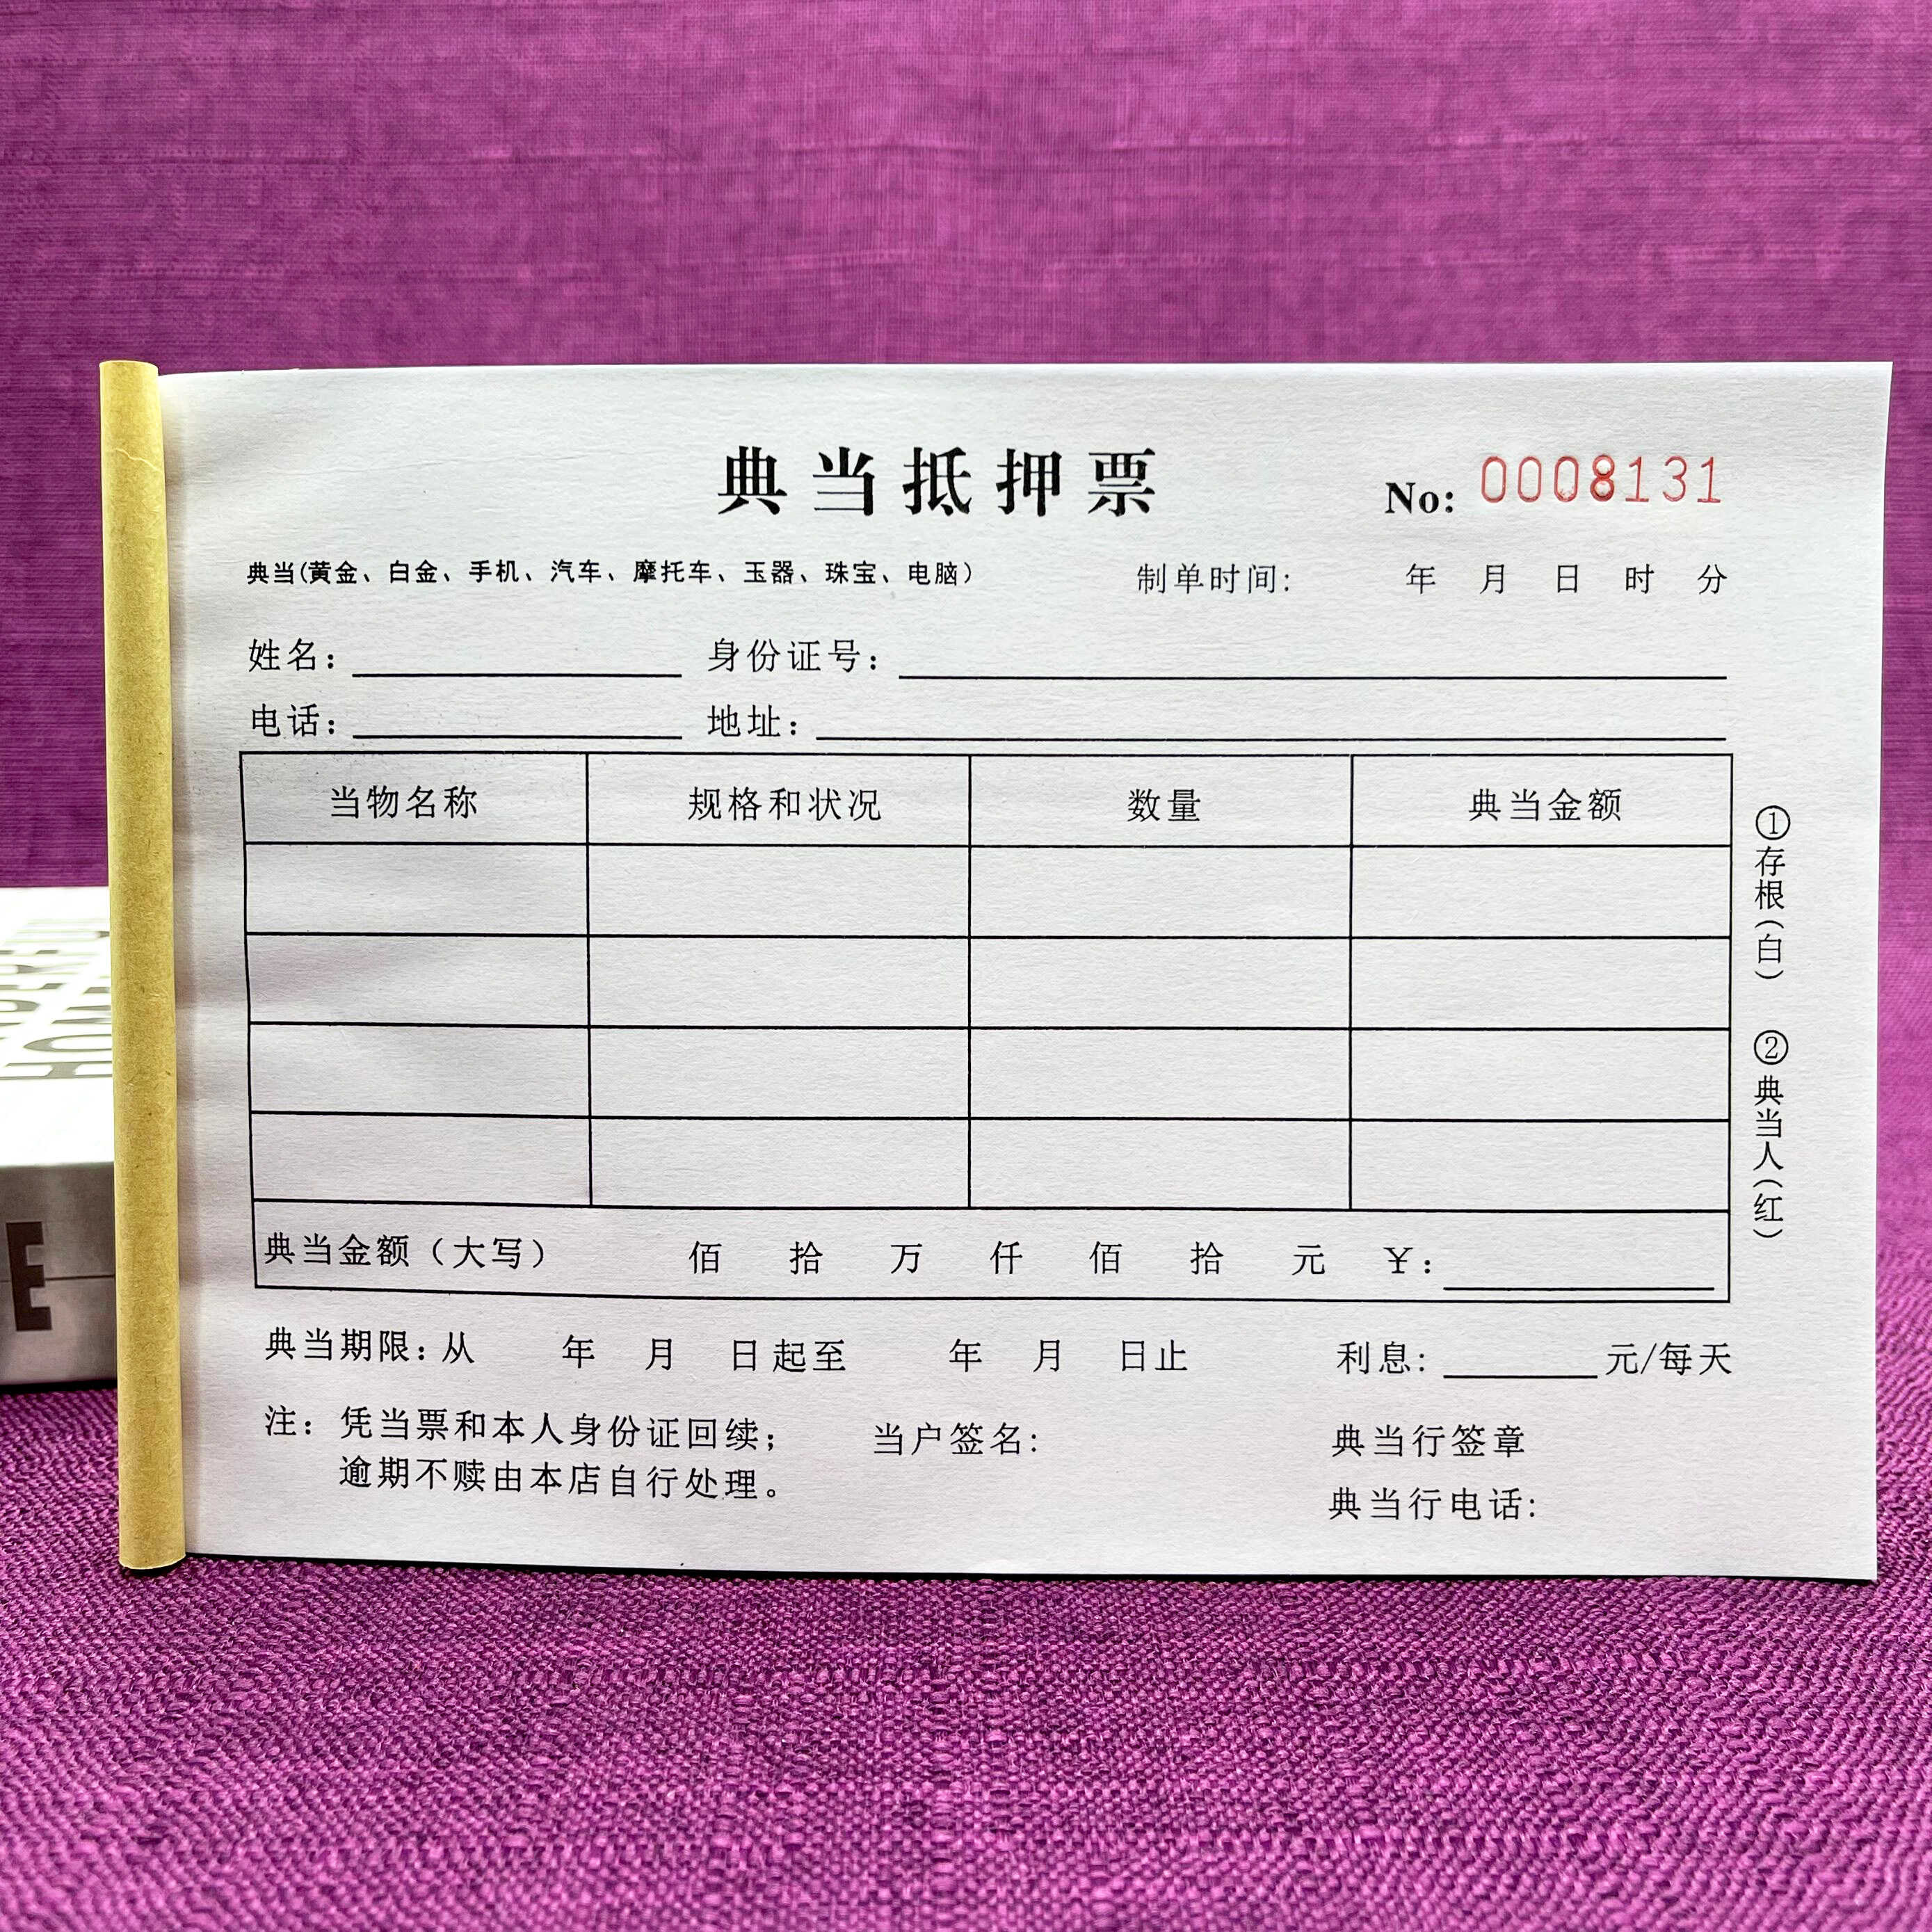 典当抵押票
No: 0008131
典当(黄金、白金、手机、汽车、摩托车、玉器、珠宝、电脑)
制单时间: 年 月 日 时 分
姓名: 身份证号:
电话: 地址:
当物名称 规格和状况 数量 典当金额
典当金额(大写) 佰 拾 万 仟 佰 拾 元 ¥:
典当期限:从 年 月 日起至 年 月 日止 利息: 元/每天
注: 凭当票和本人身份证回续;
逾期不赎由本店自行处理。
当户签名:
典当行签章
典当行电话:
①存根(白)
②典当人(红)
E